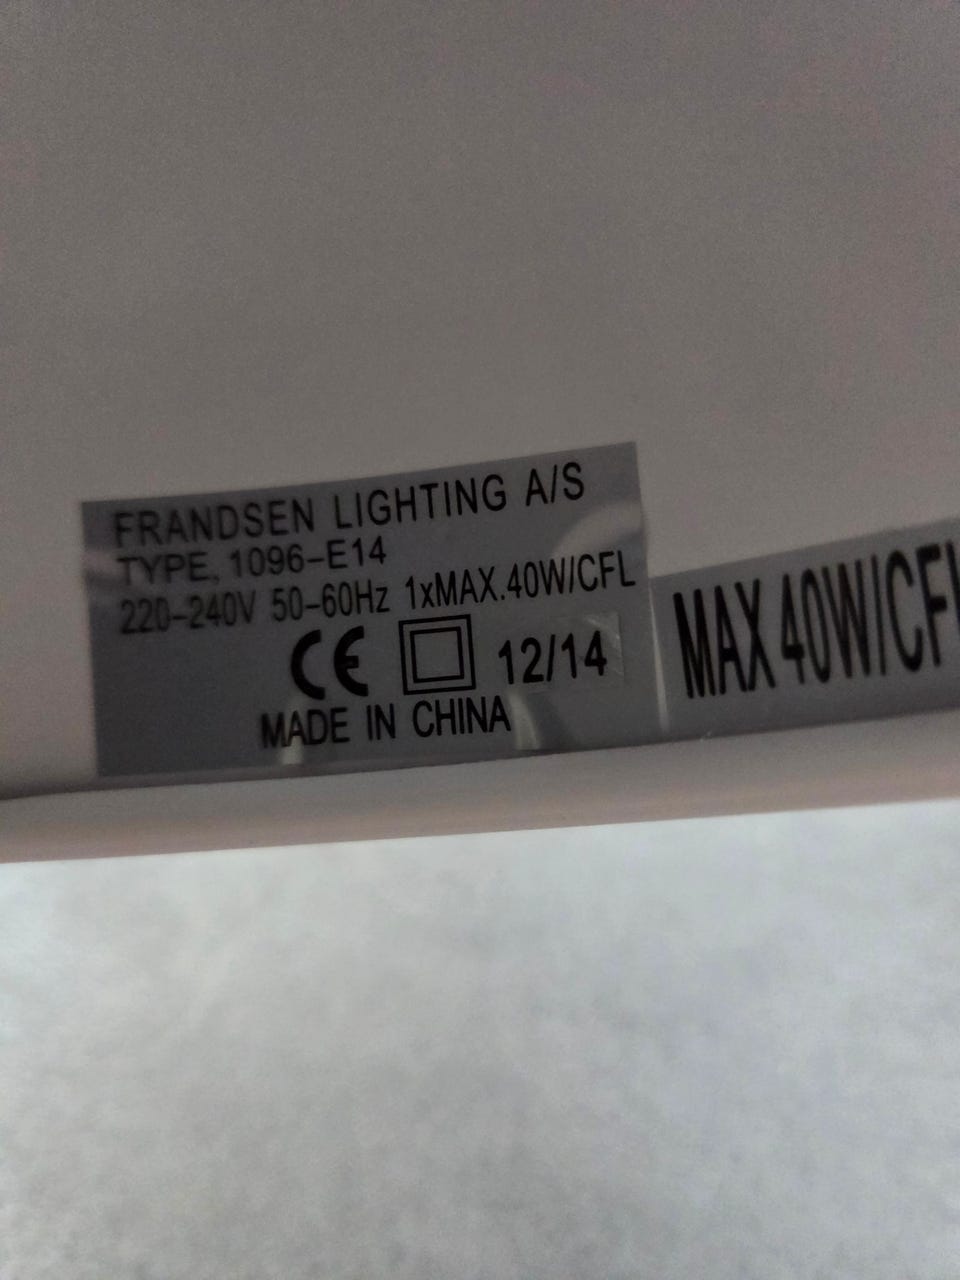 FRANDSEN LIGHTING A/S
TYPE. 1096-E14
220-240V 50-60Hz 1xMAX.40W/CFL
CE 12/14
MADE IN CHINA
MAX 40W/CFL